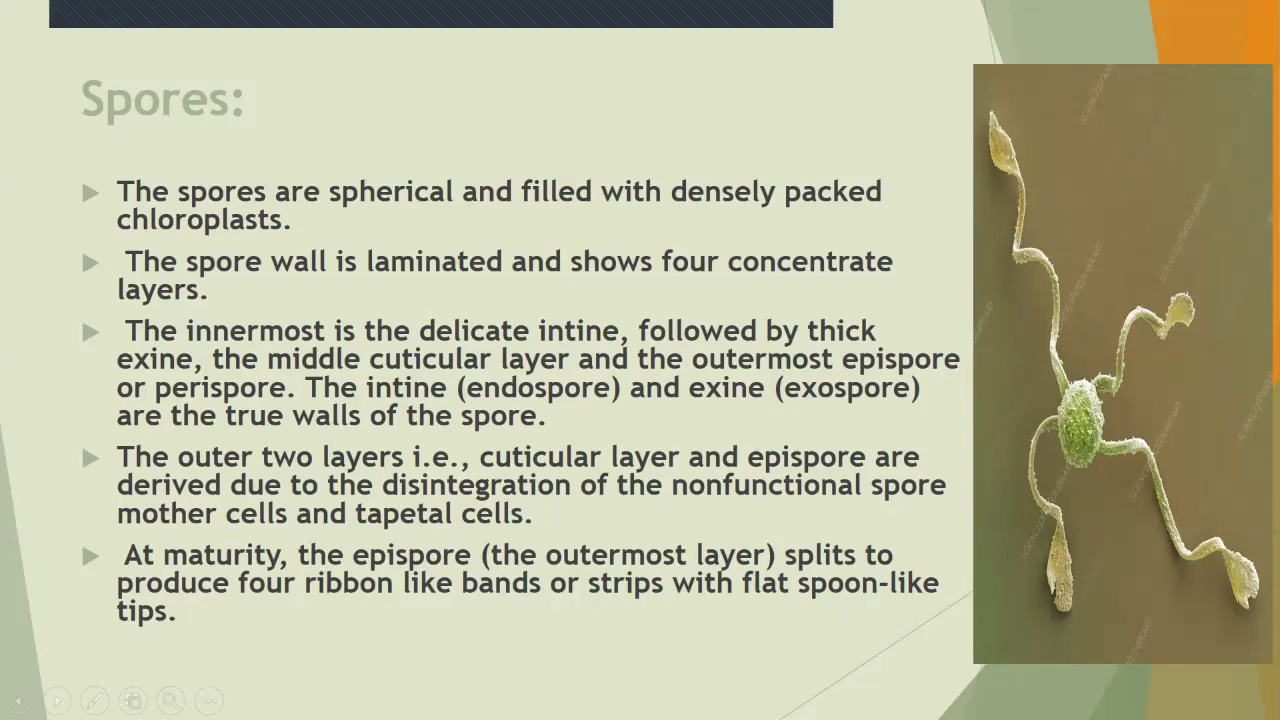 Spores:
The spores are spherical and filled with densely packed
chloroplasts.
The spore wall is laminated and shows four concentrate
layers.
The innermost is the delicate intine, followed by thick
exine, the middle cuticular layer and the outermost epispore
or perispore. The intine (endospore) and exine (exospore)
are the true walls of the spore.
The outer two layers i.e., cuticular layer and epispore are
derived due to the disintegration of the nonfunctional spore
mother cells and tapetal cells.
At maturity, the epispore (the outermost layer) splits to
produce four ribbon like bands or strips with flat spoon-like
tips.